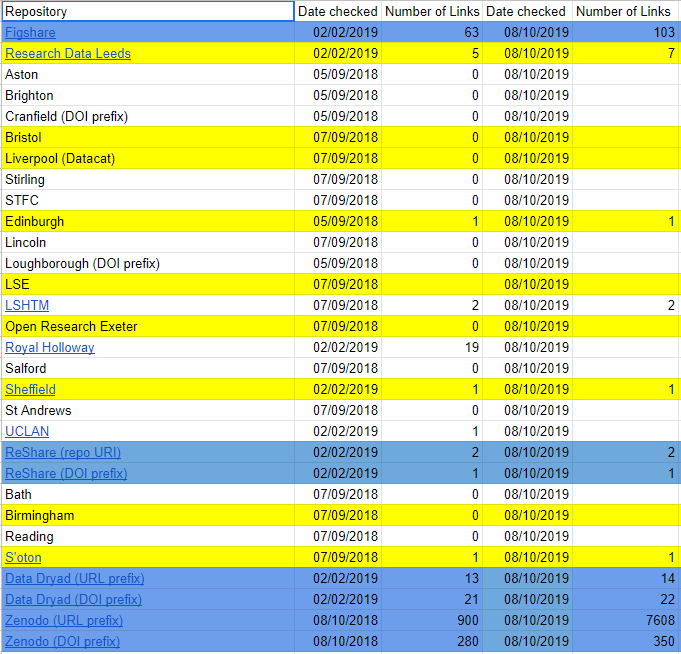 Repository Date checked Number of Links Date checked Number of Links
Figshare 02/02/2019 63 08/10/2019 103
Research Data Leeds 02/02/2019 5 08/10/2019 7
Aston 05/09/2018 0 08/10/2019
Brighton 05/09/2018 0 08/10/2019
Cranfield (DOI prefix) 05/09/2018 0 08/10/2019
Bristol 07/09/2018 0 08/10/2019
Liverpool (Datacat) 07/09/2018 0 08/10/2019
Stirling 07/09/2018 0 08/10/2019
STFC 07/09/2018 0 08/10/2019
Edinburgh 05/09/2018 1 08/10/2019 1
Lincoln 07/09/2018 0 08/10/2019
Loughborough (DOI prefix) 05/09/2018 0 08/10/2019
LSE 07/09/2018 08/10/2019
LSHTM 07/09/2018 2 08/10/2019 2
Open Research Exeter 07/09/2018 0 08/10/2019
Royal Holloway 02/02/2019 19 08/10/2019
Salford 07/09/2018 0 08/10/2019
Sheffield 02/02/2019 1 08/10/2019 1
St Andrews 07/09/2018 0 08/10/2019
UCLAN 02/02/2019 1 08/10/2019
ReShare (repo URI) 02/02/2019 2 08/10/2019 2
ReShare (DOI prefix) 02/02/2019 1 08/10/2019 1
Bath 07/09/2018 0 08/10/2019
Birmingham 07/09/2018 0 08/10/2019
Reading 07/09/2018 0 08/10/2019
S'oton 07/09/2018 1 08/10/2019 1
Data Dryad (URL prefix) 02/02/2019 13 08/10/2019 14
Data Dryad (DOI prefix) 02/02/2019 21 08/10/2019 22
Zenodo (URL prefix) 08/10/2018 900 08/10/2019 7608
Zenodo (DOI prefix) 08/10/2018 280 08/10/2019 350